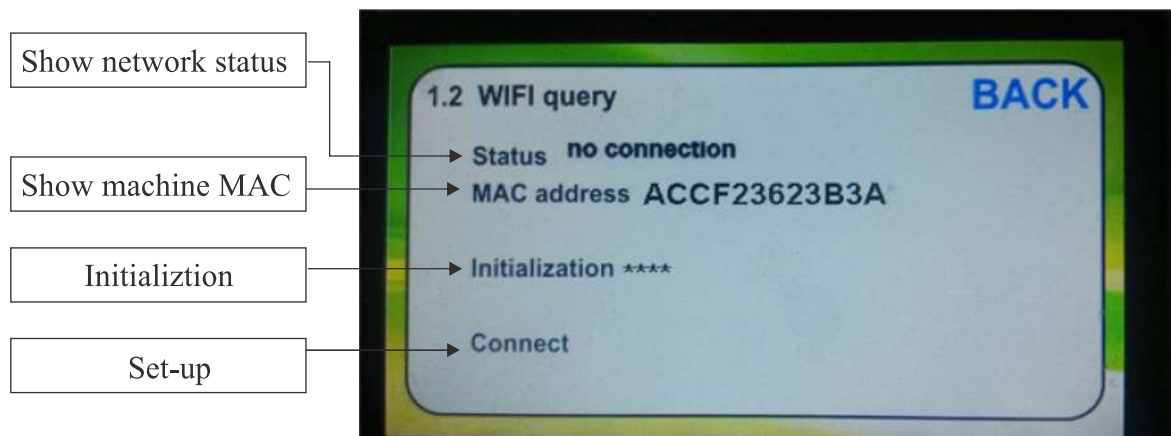 Show network status
Show machine MAC
Initializtion
Set-up
1.2 WIFI query
BACK
Status no connection
MAC address ACCF23623B3A
Initialization ****
Connect